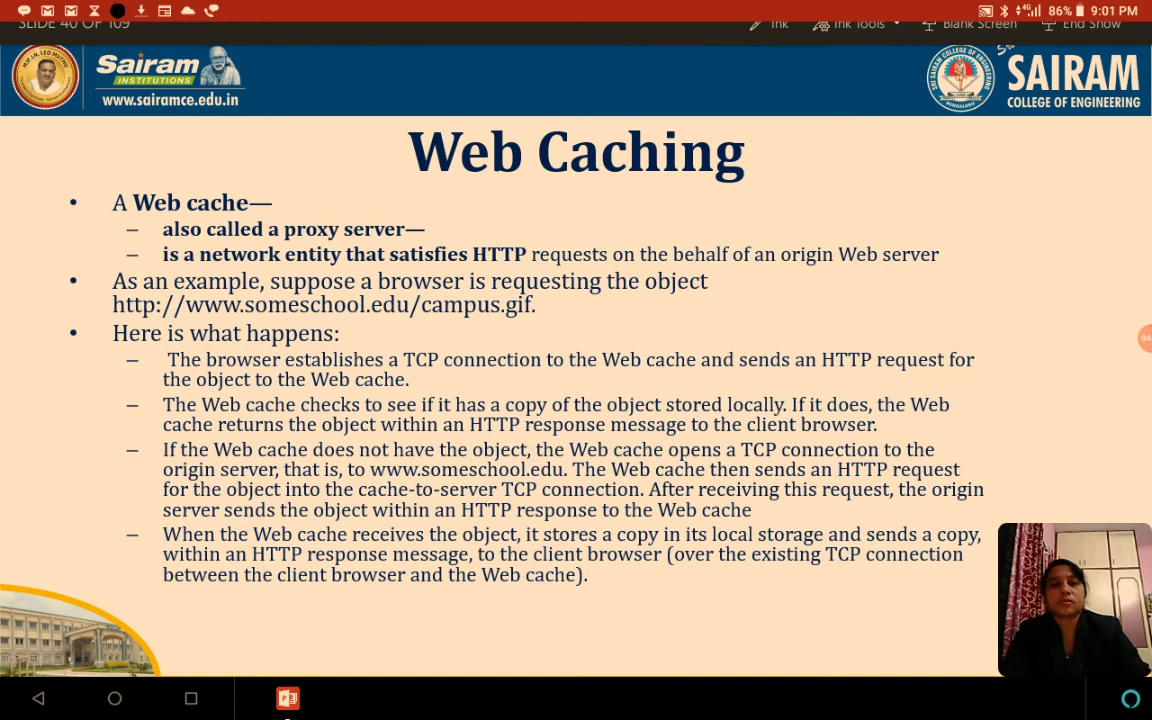 86% 9:01 PM
SLIDE 40 OF 109
Ink Ink Tools Blank Screen End Show
Sairam
INSTITUTIONS
www.sairamce.edu.in
SAIRAM
COLLEGE OF ENGINEERING
Web Caching
• A Web cache—
– also called a proxy server—
– is a network entity that satisfies HTTP requests on the behalf of an origin Web server
• As an example, suppose a browser is requesting the object
http://www.someschool.edu/campus.gif.
• Here is what happens:
– The browser establishes a TCP connection to the Web cache and sends an HTTP request for
the object to the Web cache.
– The Web cache checks to see if it has a copy of the object stored locally. If it does, the Web
cache returns the object within an HTTP response message to the client browser.
– If the Web cache does not have the object, the Web cache opens a TCP connection to the
origin server, that is, to www.someschool.edu. The Web cache then sends an HTTP request
for the object into the cache-to-server TCP connection. After receiving this request, the origin
server sends the object within an HTTP response to the Web cache
– When the Web cache receives the object, it stores a copy in its local storage and sends a copy,
within an HTTP response message, to the client browser (over the existing TCP connection
between the client browser and the Web cache).